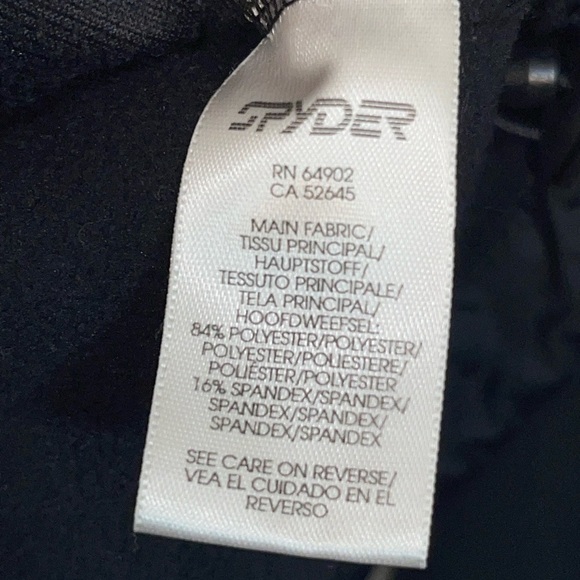 SPYDER
RN 64902
CA 52645
MAIN FABRIC/
TISSU PRINCIPAL/
HAUPTSTOFF/
TESSUTO PRINCIPALE/
TELA PRINCIPAL/
HOOFDWEEFSEL:
84% POLYESTER/POLYESTER/
POLYESTER/POLIESTERE/
POLIÉSTER/POLYESTER
16% SPANDEX/SPANDEX/
SPANDEX/SPANDEX/
SPANDEX/SPANDEX
SEE CARE ON REVERSE/
VEA EL CUIDADO EN EL
REVERSO